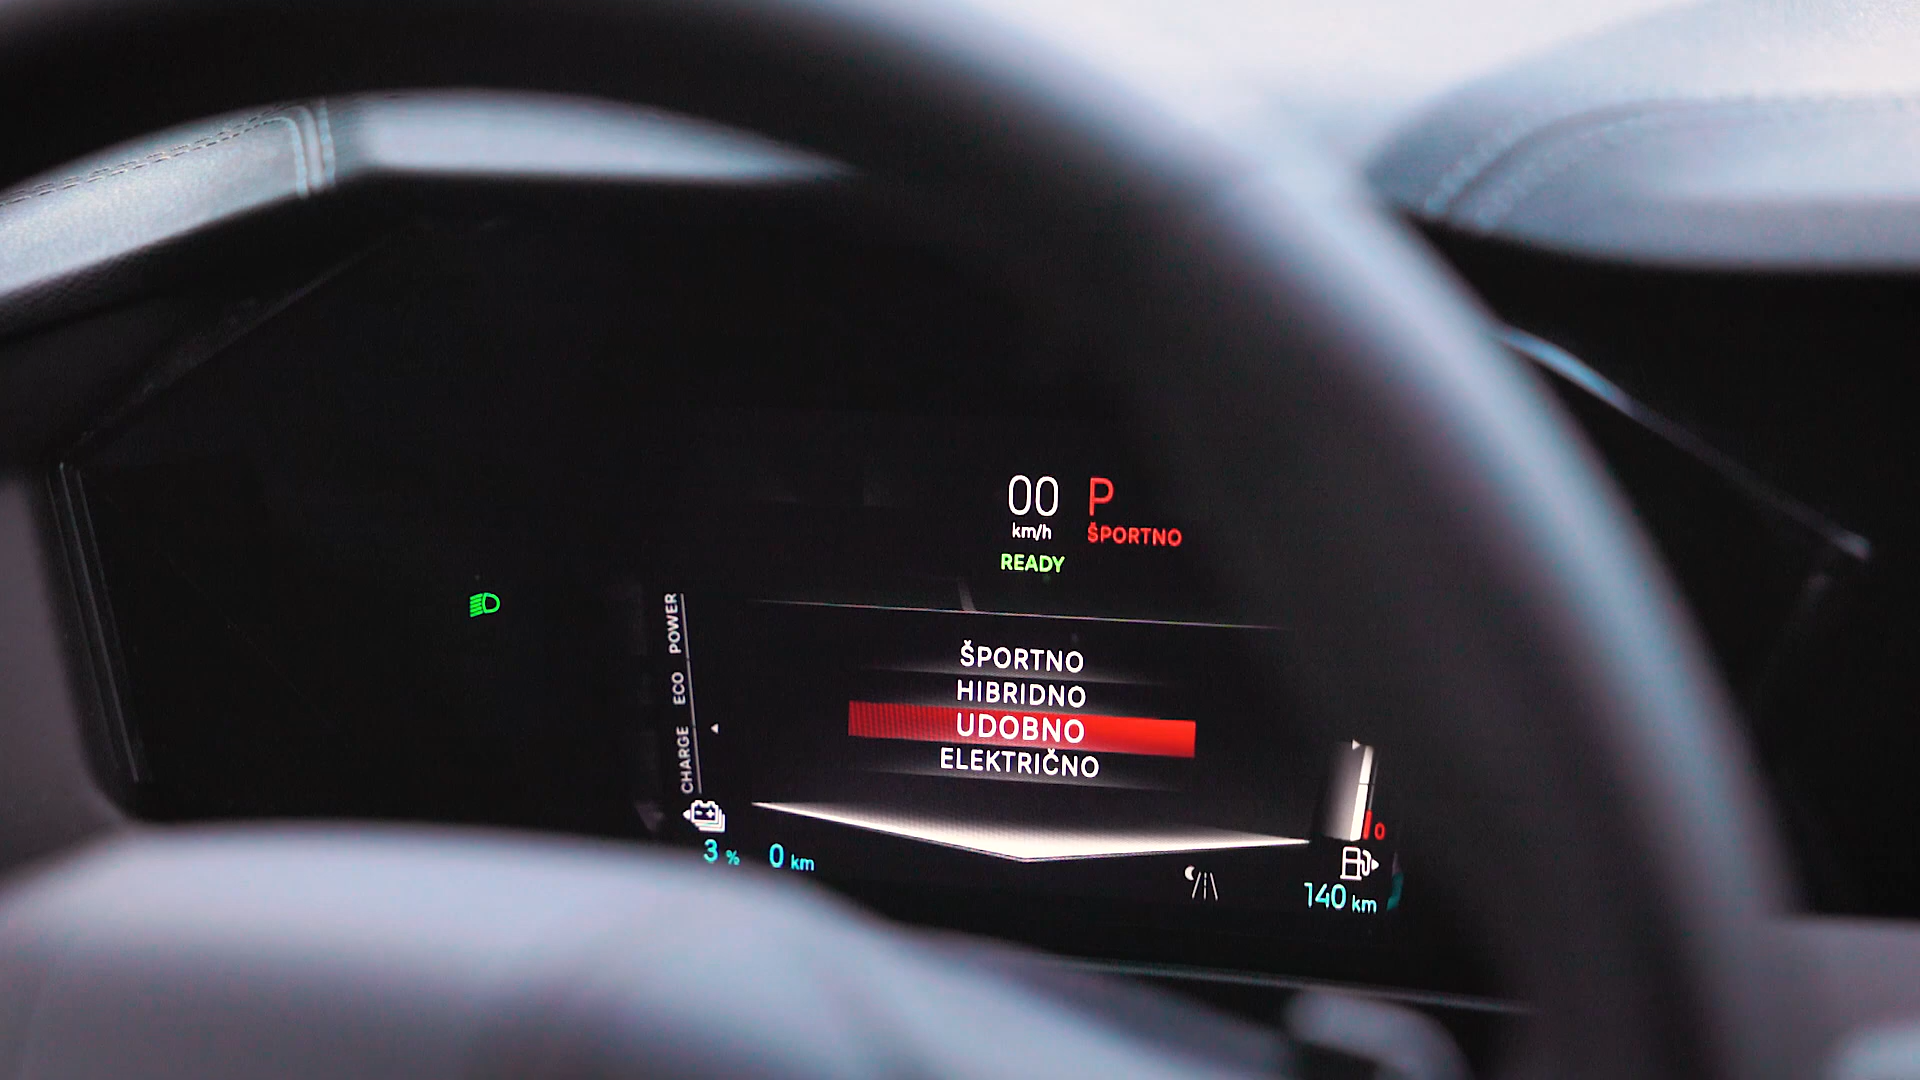 00 P
km/h ŠPORTNO
READY
POWER
ECO
CHARGE
ŠPORTNO
HIBRIDNO
UDOBNO
ELEKTRIČNO
0
3 % 0 km
140 km